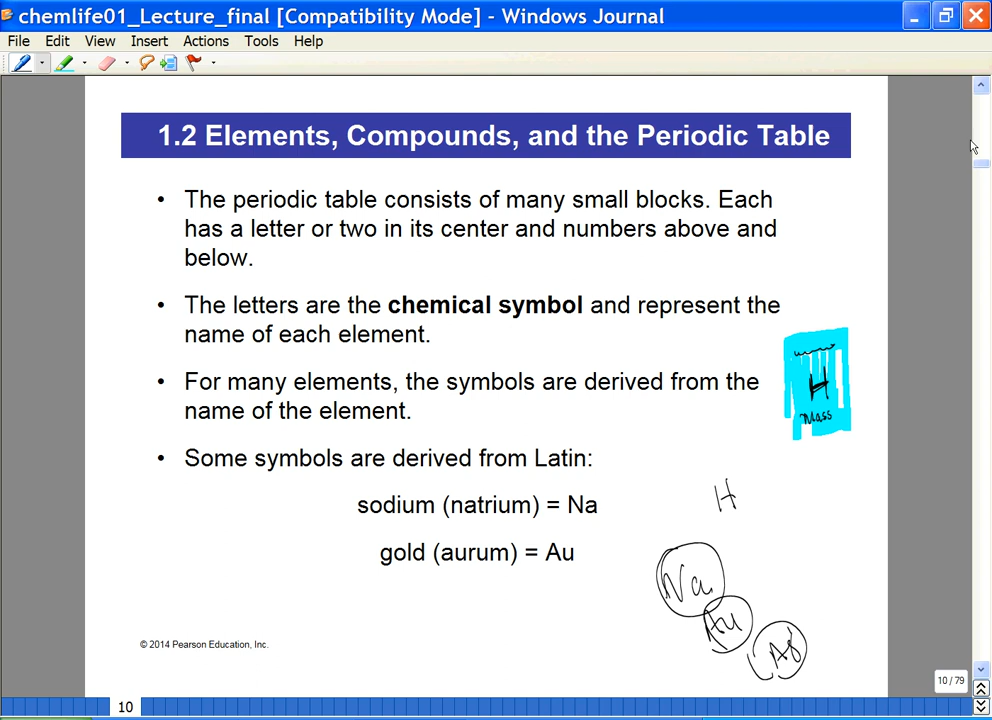 chemlife01_Lecture_final [Compatibility Mode] - Windows Journal
File Edit View Insert Actions Tools Help
1.2 Elements, Compounds, and the Periodic Table
• The periodic table consists of many small blocks. Each
has a letter or two in its center and numbers above and
below.
• The letters are the chemical symbol and represent the
name of each element.
H
Mass
• For many elements, the symbols are derived from the
name of the element.
• Some symbols are derived from Latin:
sodium (natrium) = Na
H
gold (aurum) = Au
Na
Au
Ag
© 2014 Pearson Education, Inc.
10 / 79
10